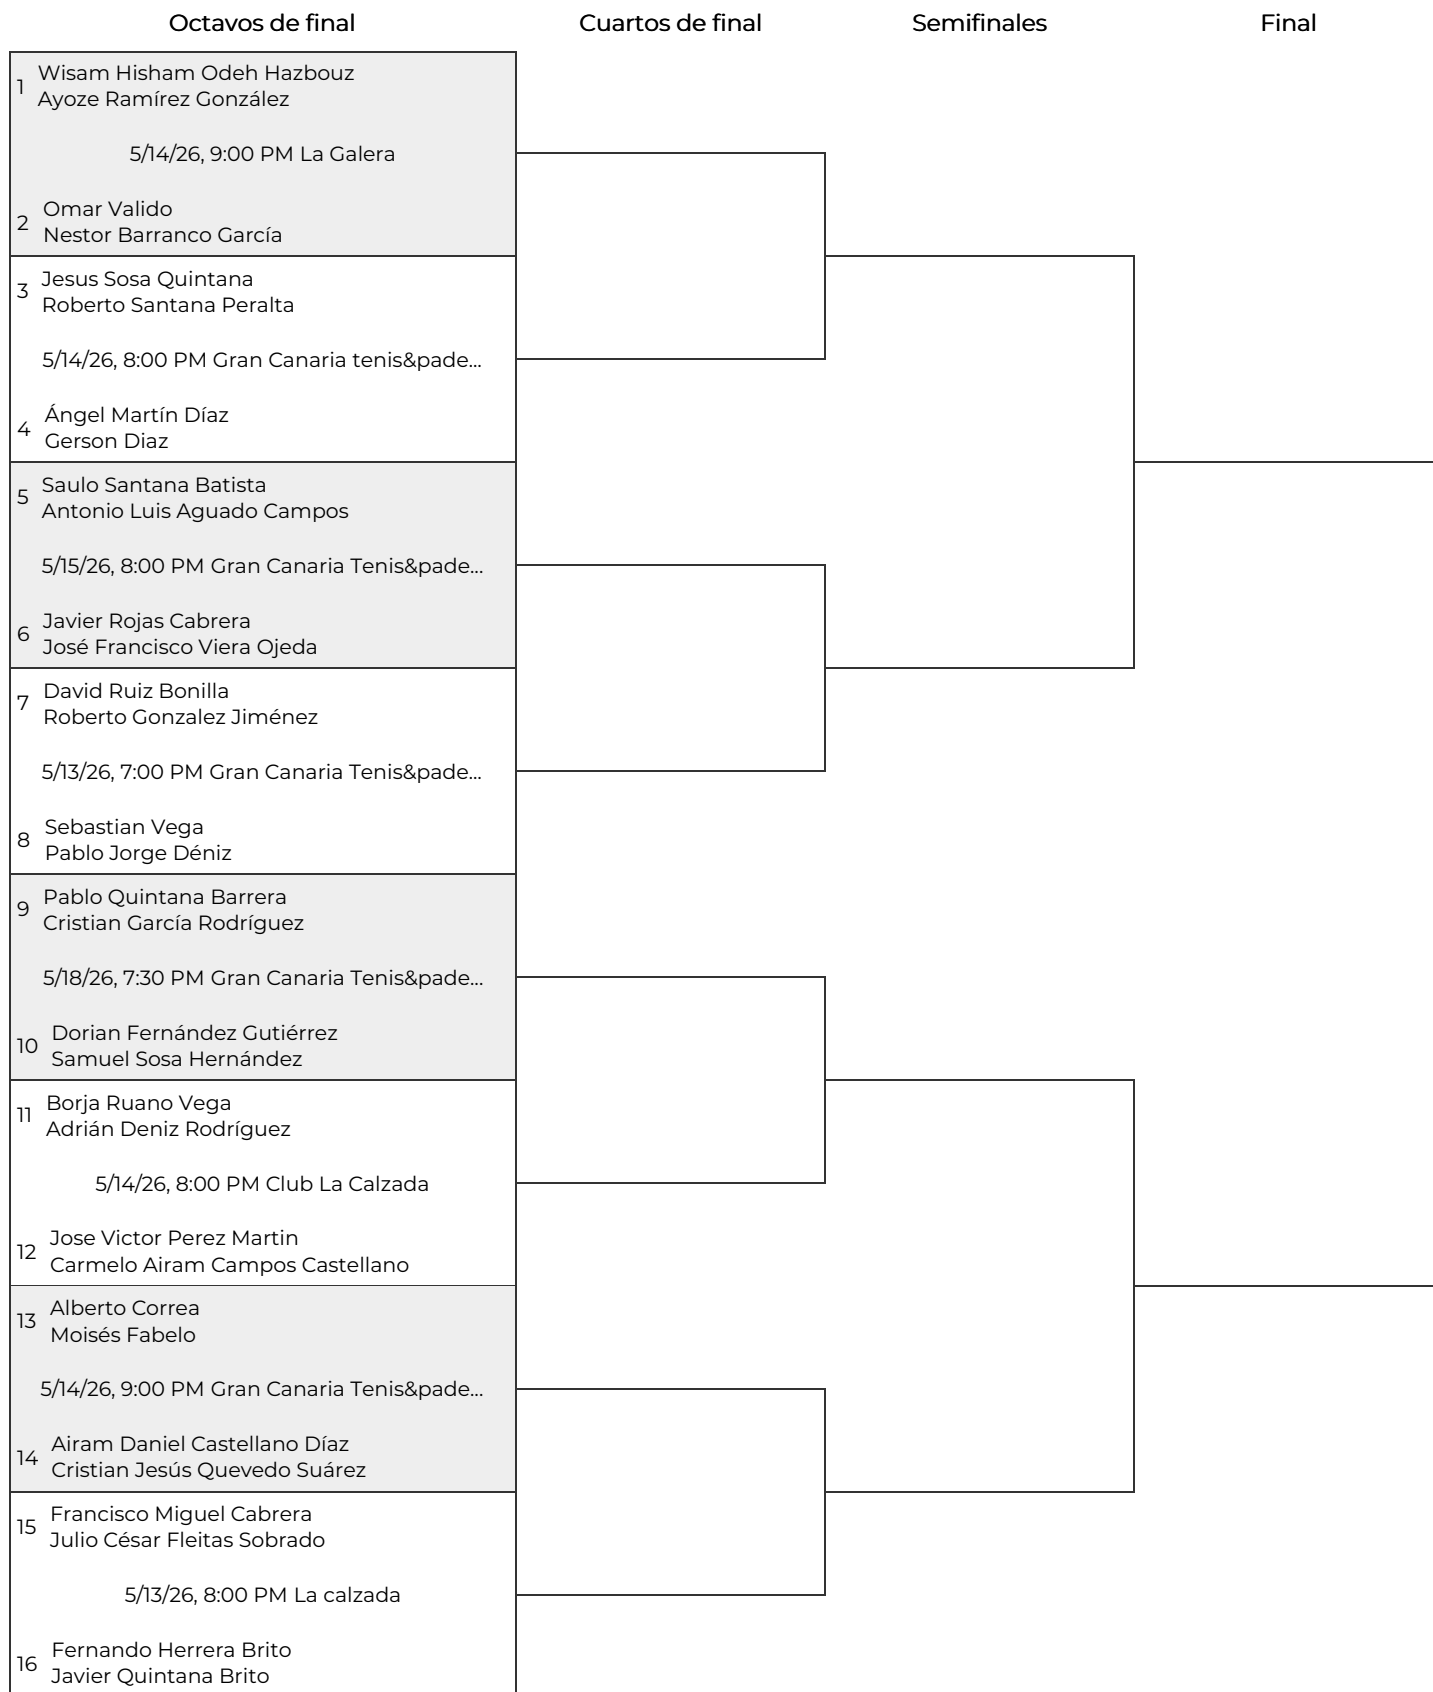 Octavos de final
Cuartos de final
Semifinales
Final
1
Wisam Hisham Odeh Hazbouz
Ayoze Ramírez González
5/14/26, 9:00 PM La Galera
2
Omar Valido
Nestor Barranco García
3
Jesus Sosa Quintana
Roberto Santana Peralta
5/14/26, 8:00 PM Gran Canaria tenis&pade...
4
Ángel Martín Díaz
Gerson Diaz
5
Saulo Santana Batista
Antonio Luis Aguado Campos
5/15/26, 8:00 PM Gran Canaria Tenis&pade...
6
Javier Rojas Cabrera
José Francisco Viera Ojeda
7
David Ruiz Bonilla
Roberto Gonzalez Jiménez
5/13/26, 7:00 PM Gran Canaria Tenis&pade...
8
Sebastian Vega
Pablo Jorge Déniz
9
Pablo Quintana Barrera
Cristian García Rodríguez
5/18/26, 7:30 PM Gran Canaria Tenis&pade...
10
Dorian Fernández Gutiérrez
Samuel Sosa Hernández
11
Borja Ruano Vega
Adrián Deniz Rodríguez
5/14/26, 8:00 PM Club La Calzada
12
Jose Victor Perez Martin
Carmelo Airam Campos Castellano
13
Alberto Correa
Moisés Fabelo
5/14/26, 9:00 PM Gran Canaria Tenis&pade...
14
Airam Daniel Castellano Díaz
Cristian Jesús Quevedo Suárez
15
Francisco Miguel Cabrera
Julio César Fleitas Sobrado
5/13/26, 8:00 PM La calzada
16
Fernando Herrera Brito
Javier Quintana Brito